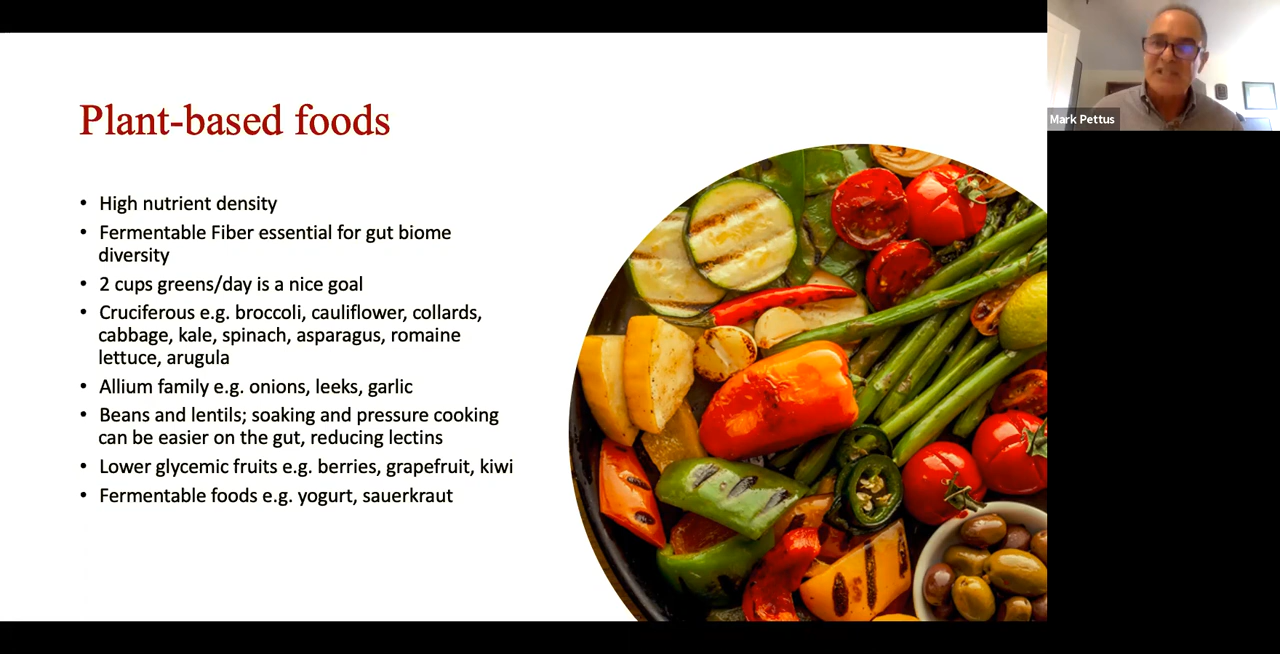 Plant-based foods
• High nutrient density
• Fermentable Fiber essential for gut biome
diversity
• 2 cups greens/day is a nice goal
• Cruciferous e.g. broccoli, cauliflower, collards,
cabbage, kale, spinach, asparagus, romaine
lettuce, arugula
• Allium family e.g. onions, leeks, garlic
• Beans and lentils; soaking and pressure cooking
can be easier on the gut, reducing lectins
• Lower glycemic fruits e.g. berries, grapefruit, kiwi
• Fermentable foods e.g. yogurt, sauerkraut
Mark Pettus